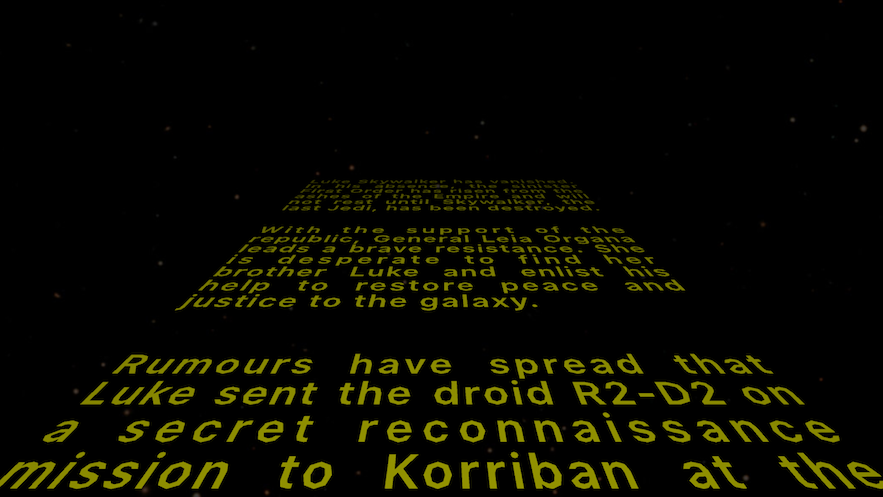 Luke Skywalker has vanished.
In his absence, the sinister
First Order has risen from the
ashes of the Empire and will
not rest until Skywalker, the
last Jedi, has been destroyed.
With the support of the
republic, General Leia Organa
leads a brave resistance. She
is desperate to find her
brother Luke and enlist his
help to restore peace and
justice to the galaxy.
Rumours have spread that
Luke sent the droid R2-D2 on
a secret reconnaissance
mission to Korriban at the